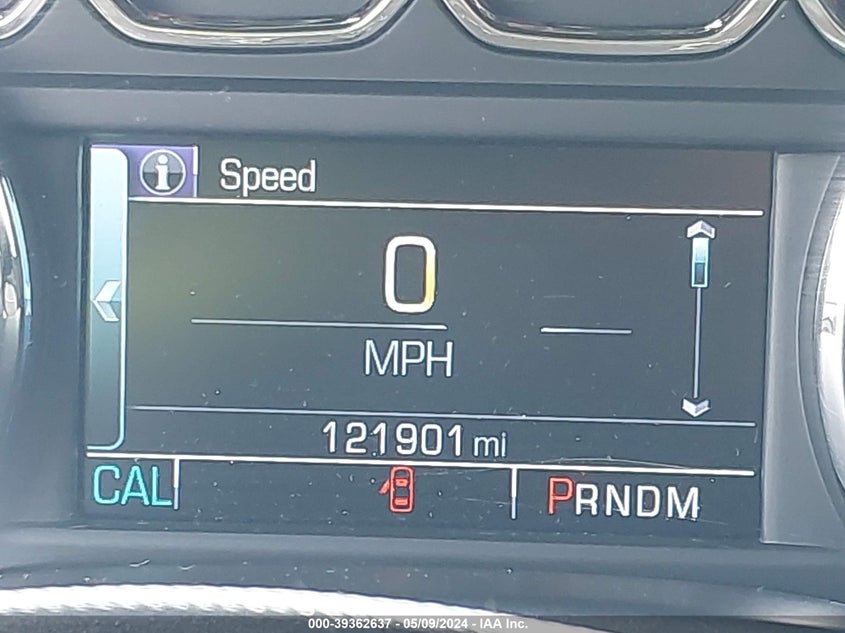 Speed
0
MPH
121901 mi
CAL PRNDM
000-39362637 - 05/09/2024 - IAA Inc.